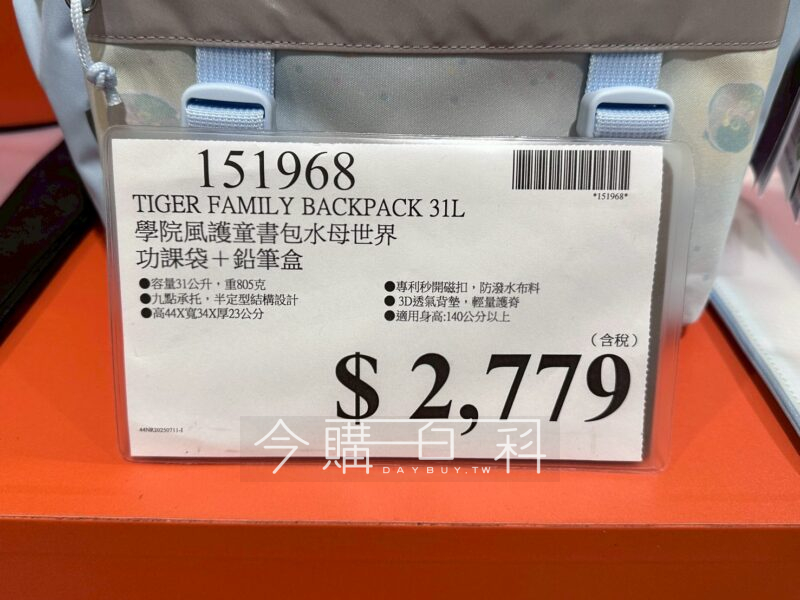 151968
*151968*
TIGER FAMILY BACKPACK 31L
學院風護童書包水母世界
功課袋＋鉛筆盒
●容量31公升，重805克
●九點承托，半定型結構設計
●高44X寬34X厚23公分
●專利秒開磁扣，防潑水布料
●3D透氣背墊，輕量護脊
●適用身高:140公分以上
（含稅）
$ 2,779
44NR20250711-I
今購百科
DAYBUY.TW